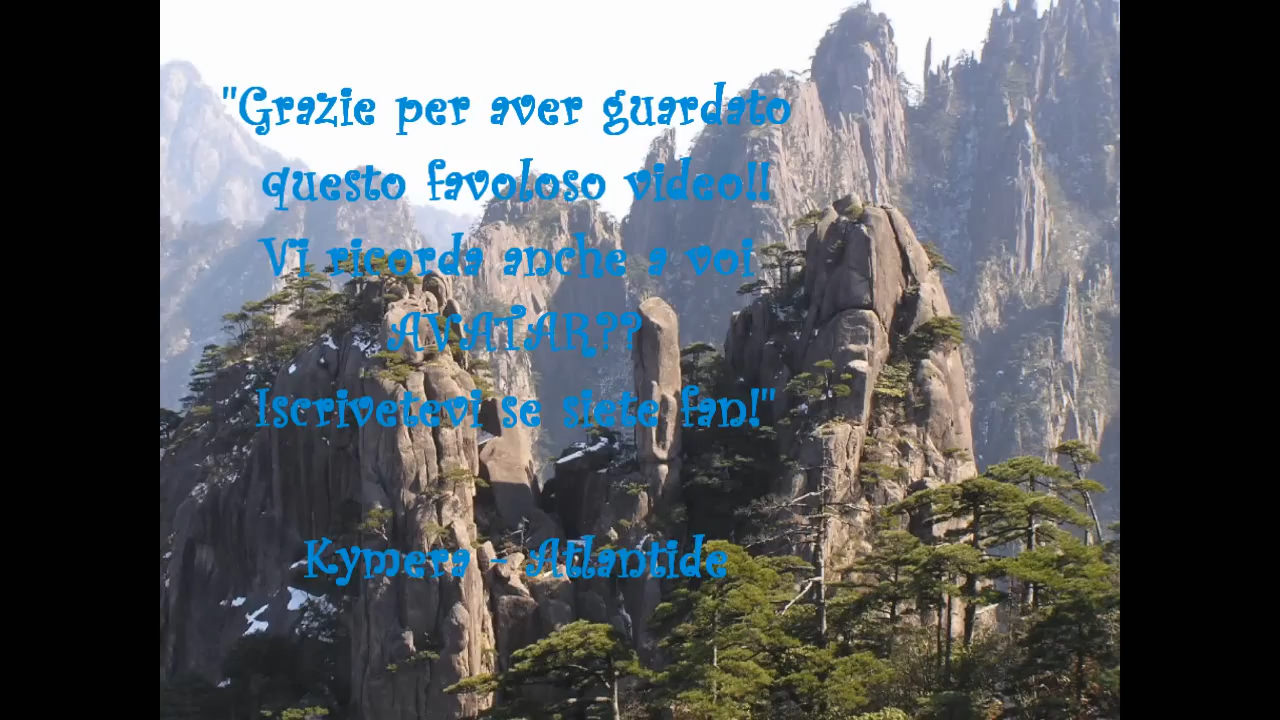 "Grazie per aver guardato
questo favoloso video!!
Vi ricorda anche a voi
AVATAR??
Iscrivetevi se siete fan!"
Kymera - Atlantide